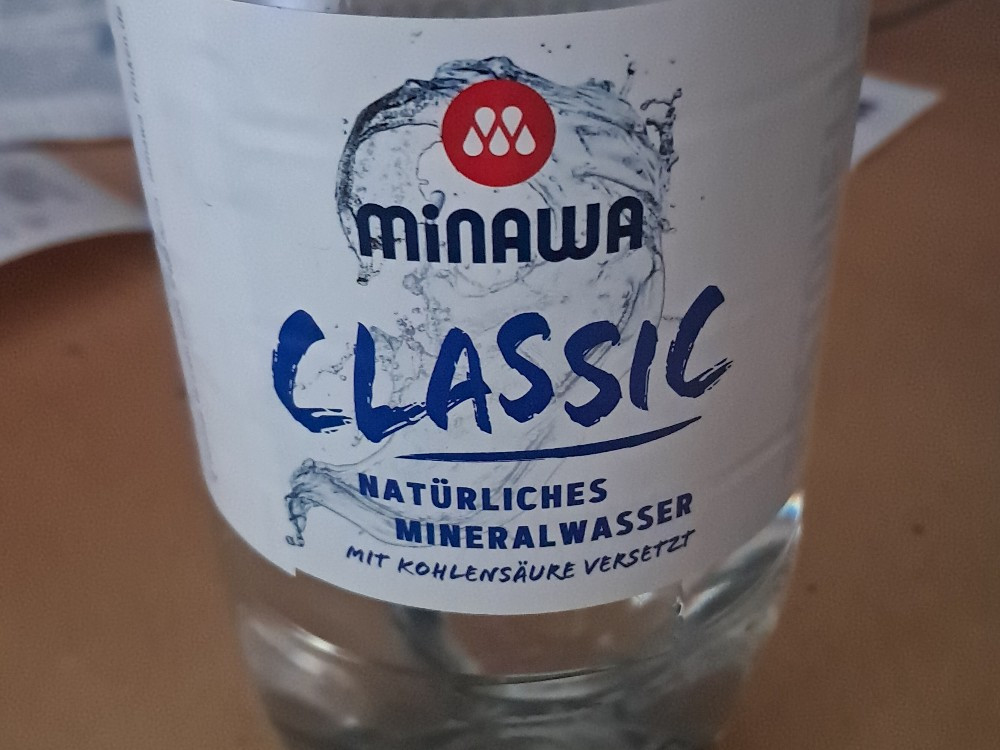 minawa
CLASSIC
NATÜRLICHES
MINERALWASSER
MIT KOHLENSÄURE VERSETZT